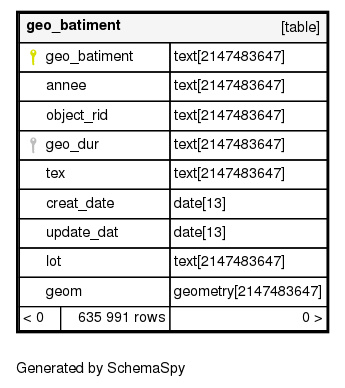 geo_batiment [table]
geo_batiment text[2147483647]
annee text[2147483647]
object_rid text[2147483647]
geo_dur text[2147483647]
tex text[2147483647]
creat_date date[13]
update_dat date[13]
lot text[2147483647]
geom geometry[2147483647]
< 0 635 991 rows 0 >
Generated by SchemaSpy